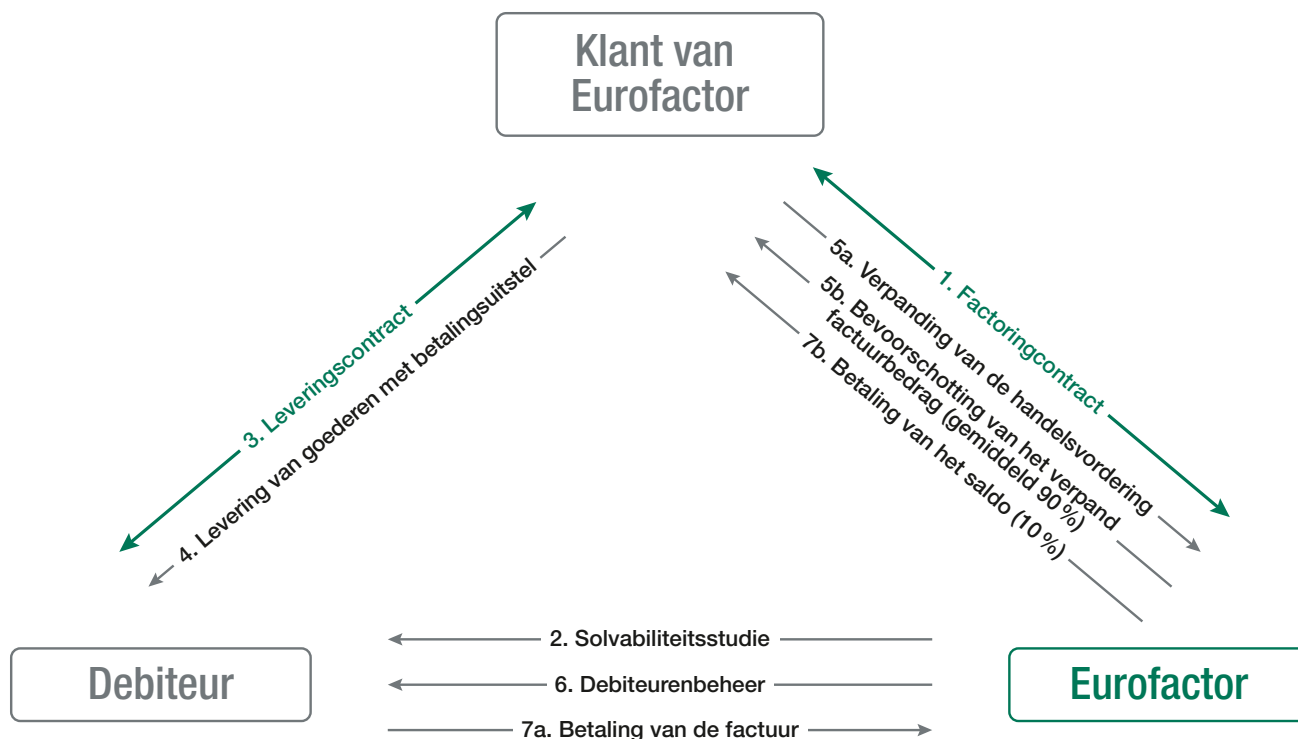 Klant van
Eurofactor
1. Factoringcontract
5a. Verpanding van de handelsvordering
5b. Bevoorschotting van het verpand
factuurbedrag (gemiddeld 90%)
7b. Betaling van het saldo (10%)
3. Leveringscontract
4. Levering van goederen met betalingsuitstel
2. Solvabiliteitsstudie
6. Debiteurenbeheer
7a. Betaling van de factuur
Debiteur
Eurofactor